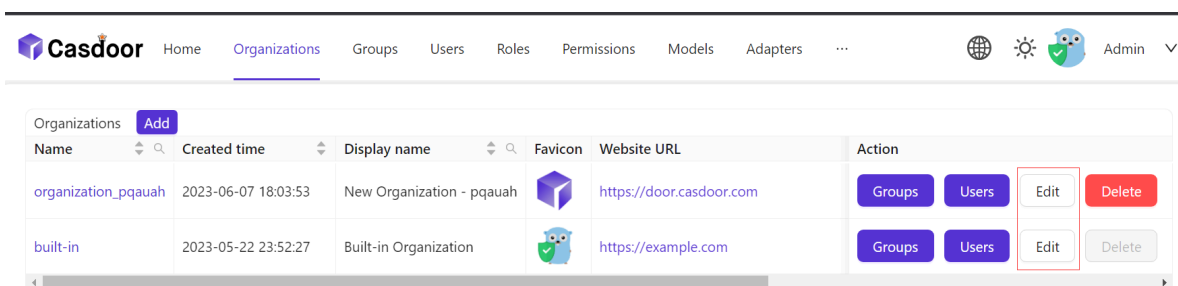 Casdoor Home Organizations Groups Users Roles Permissions Models Adapters ··· Admin
Organizations Add
Name Created time Display name Favicon Website URL Action
organization_pqauah 2023-06-07 18:03:53 New Organization - pqauah https://door.casdoor.com Groups Users Edit Delete
built-in 2023-05-22 23:52:27 Built-in Organization https://example.com Groups Users Edit Delete